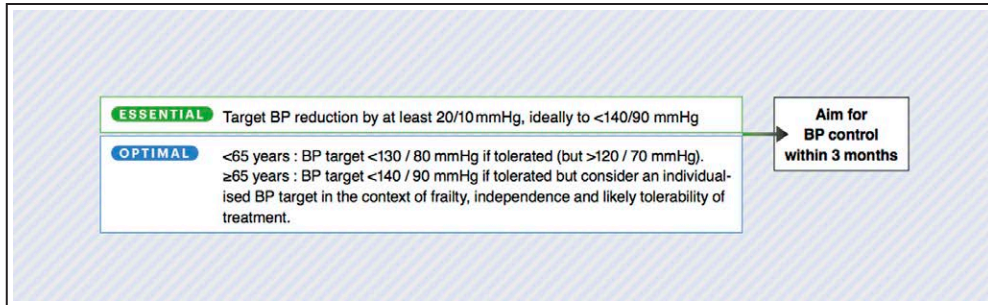 ESSENTIAL Target BP reduction by at least 20/10 mmHg, ideally to <140/90 mmHg
OPTIMAL <65 years : BP target <130 / 80 mmHg if tolerated (but >120 / 70 mmHg).
≥65 years : BP target <140 / 90 mmHg if tolerated but consider an individual-
ised BP target in the context of frailty, independence and likely tolerability of
treatment.
Aim for
BP control
within 3 months